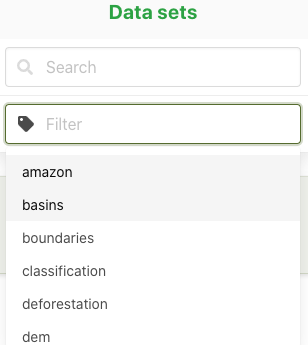 Data sets
Search
Filter
amazon
basins
boundaries
classification
deforestation
dem